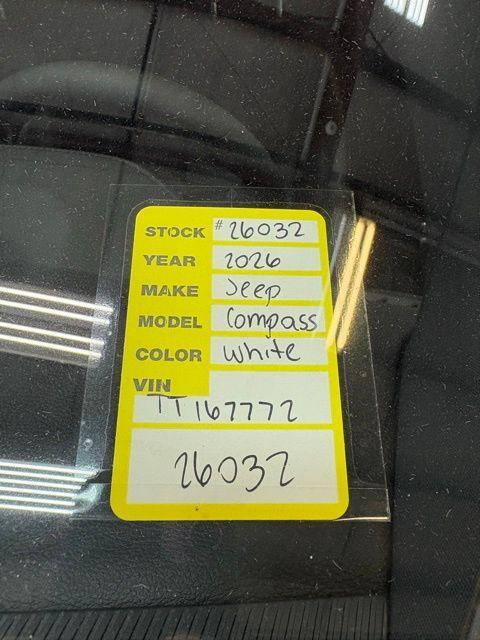 STOCK #26032
YEAR 2026
MAKE Jeep
MODEL Compass
COLOR White
VIN
TT167772
26032